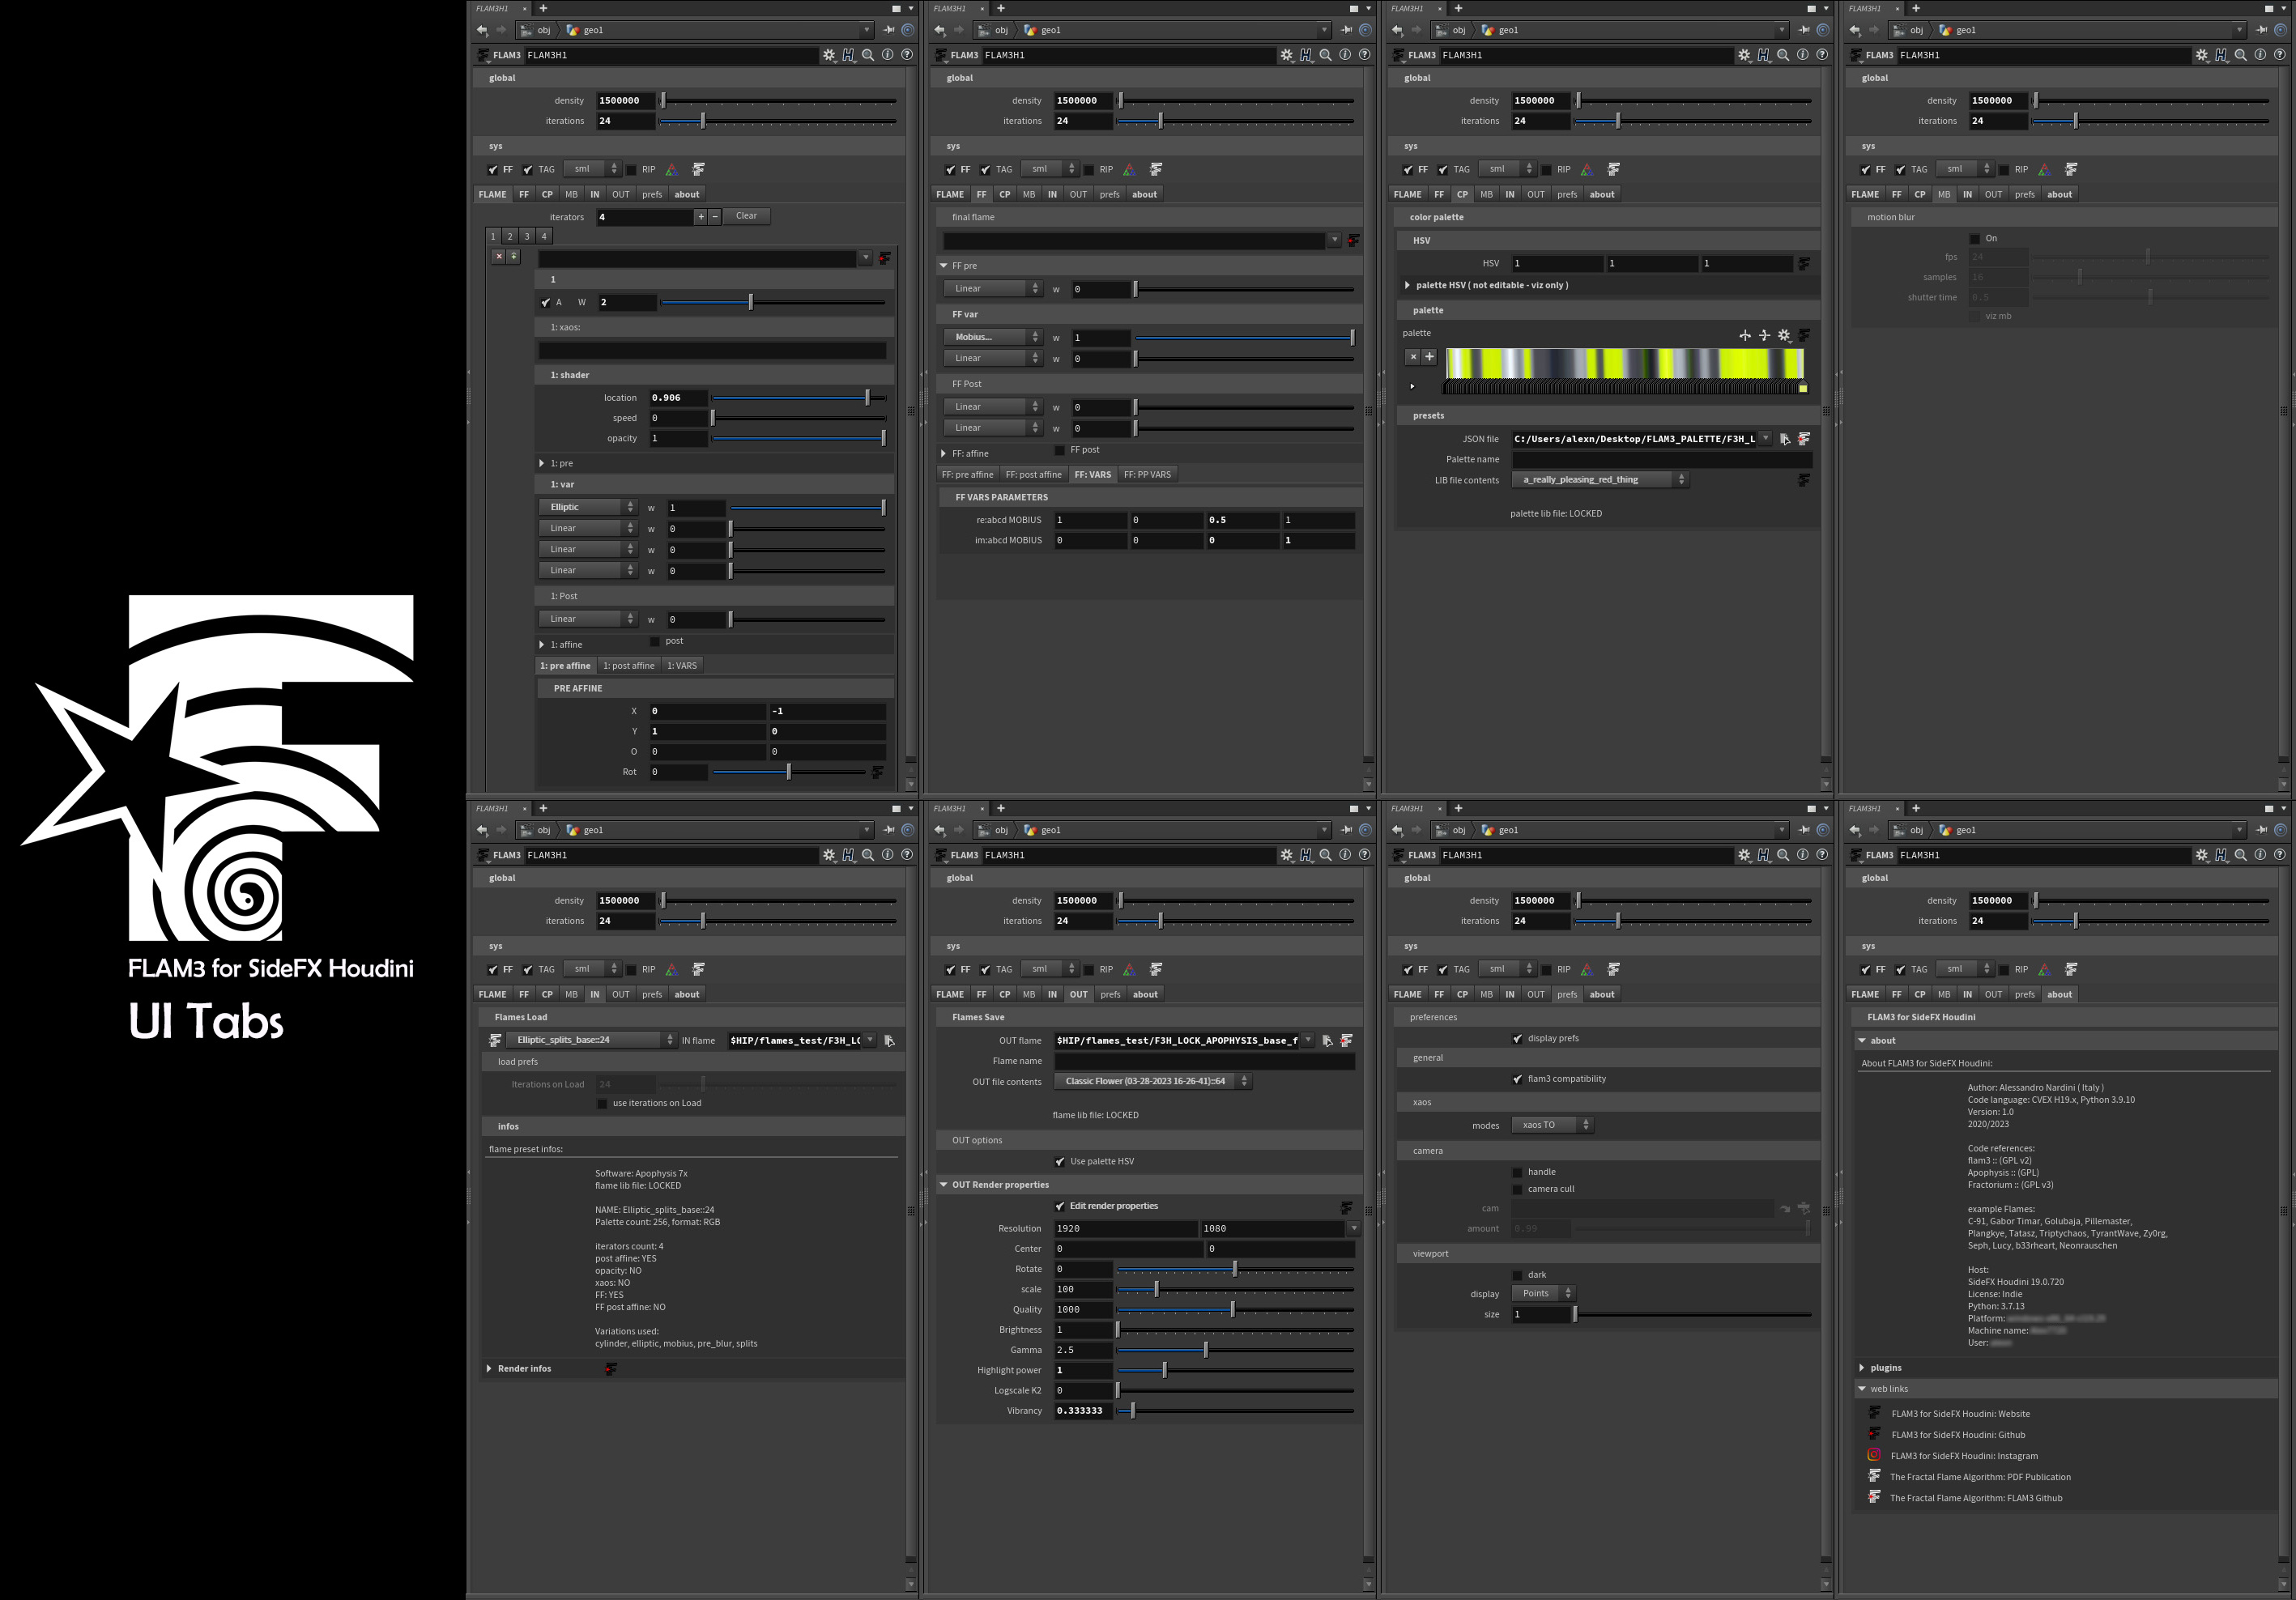 FLAM3 for SideFX Houdini
UI Tabs
FLAM3H1
obj geo1
FLAM3 FLAM3H1
global
density 1500000
iterations 24
sys
FF TAG sml RIP
FLAME FF CP MB IN OUT prefs about
iterators 4 + − Clear
1 2 3 4
1
A W 2
1: xaos:
1: shader
location 0.906
speed 0
opacity 1
1: pre
1: var
Elliptic w 1
Linear w 0
Linear w 0
Linear w 0
1: Post
Linear w 0
1: affine post
1: pre affine 1: post affine 1: VARS
PRE AFFINE
X 0 -1
Y 1 0
O 0 0
Rot 0
FLAM3H1
obj geo1
FLAM3 FLAM3H1
global
density 1500000
iterations 24
sys
FF TAG sml RIP
FLAME FF CP MB IN OUT prefs about
final flame
FF pre
Linear w 0
FF var
Mobius... w 1
Linear w 0
FF Post
Linear w 0
Linear w 0
FF: affine FF post
FF: pre affine FF: post affine FF: VARS FF: PP VARS
FF VARS PARAMETERS
re:abcd MOBIUS 1 0 0.5 1
im:abcd MOBIUS 0 0 0 1
FLAM3H1
obj geo1
FLAM3 FLAM3H1
global
density 1500000
iterations 24
sys
FF TAG sml RIP
FLAME FF CP MB IN OUT prefs about
color palette
HSV
HSV 1 1 1
palette HSV ( not editable - viz only )
palette
palette
presets
JSON file C:/Users/alexn/Desktop/FLAM3_PALETTE/F3H_L
Palette name
LIB file contents a_really_pleasing_red_thing
palette lib file: LOCKED
FLAM3H1
obj geo1
FLAM3 FLAM3H1
global
density 1500000
iterations 24
sys
FF TAG sml RIP
FLAME FF CP MB IN OUT prefs about
motion blur
On
fps 24
samples 16
shutter time 0.5
viz mb
FLAM3H1
obj geo1
FLAM3 FLAM3H1
global
density 1500000
iterations 24
sys
FF TAG sml RIP
FLAME FF CP MB IN OUT prefs about
Flames Load
Elliptic_splits_base::24 IN flame $HIP/flames_test/F3H_LO
load prefs
Iterations on Load 24
use iterations on Load
infos
flame preset infos:
Software: Apophysis 7x
flame lib file: LOCKED
NAME: Elliptic_splits_base::24
Palette count: 256, format: RGB
iterators count: 4
post affine: YES
opacity: NO
xaos: NO
FF: YES
FF post affine: NO
Variations used:
cylinder, elliptic, mobius, pre_blur, splits
Render infos
FLAM3H1
obj geo1
FLAM3 FLAM3H1
global
density 1500000
iterations 24
sys
FF TAG sml RIP
FLAME FF CP MB IN OUT prefs about
Flames Save
OUT flame $HIP/flames_test/F3H_LOCK_APOPHYSIS_base_f
Flame name
OUT file contents Classic Flower (03-28-2023 16-26-41)::64
flame lib file: LOCKED
OUT options
Use palette HSV
OUT Render properties
Edit render properties
Resolution 1920 1080
Center 0 0
Rotate 0
scale 100
Quality 1000
Brightness 1
Gamma 2.5
Highlight power 1
Logscale K2 0
Vibrancy 0.333333
FLAM3H1
obj geo1
FLAM3 FLAM3H1
global
density 1500000
iterations 24
sys
FF TAG sml RIP
FLAME FF CP MB IN OUT prefs about
preferences
display prefs
general
flam3 compatibility
xaos
modes xaos TO
camera
handle
camera cull
cam
amount 0.99
viewport
dark
display Points
size 1
FLAM3H1
obj geo1
FLAM3 FLAM3H1
global
density 1500000
iterations 24
sys
FF TAG sml RIP
FLAME FF CP MB IN OUT prefs about
FLAM3 for SideFX Houdini
about
About FLAM3 for SideFX Houdini:
Author: Alessandro Nardini ( Italy )
Code language: CVEX H19.x, Python 3.9.10
Version: 1.0
2020/2023
Code references:
flam3 :: (GPL v2)
Apophysis :: (GPL)
Fractorium :: (GPL v3)
example Flames:
C-91, Gabor Timar, Golubaja, Pillemaster,
Plangkye, Tatasz, Triptychaos, TyrantWave, Zy0rg,
Seph, Lucy, b33rheart, Neonrauschen
Host:
SideFX Houdini 19.0.720
License: Indie
Python: 3.7.13
Platform:
Machine name:
User:
plugins
web links
FLAM3 for SideFX Houdini: Website
FLAM3 for SideFX Houdini: Github
FLAM3 for SideFX Houdini: Instagram
The Fractal Flame Algorithm: PDF Publication
The Fractal Flame Algorithm: FLAM3 Github